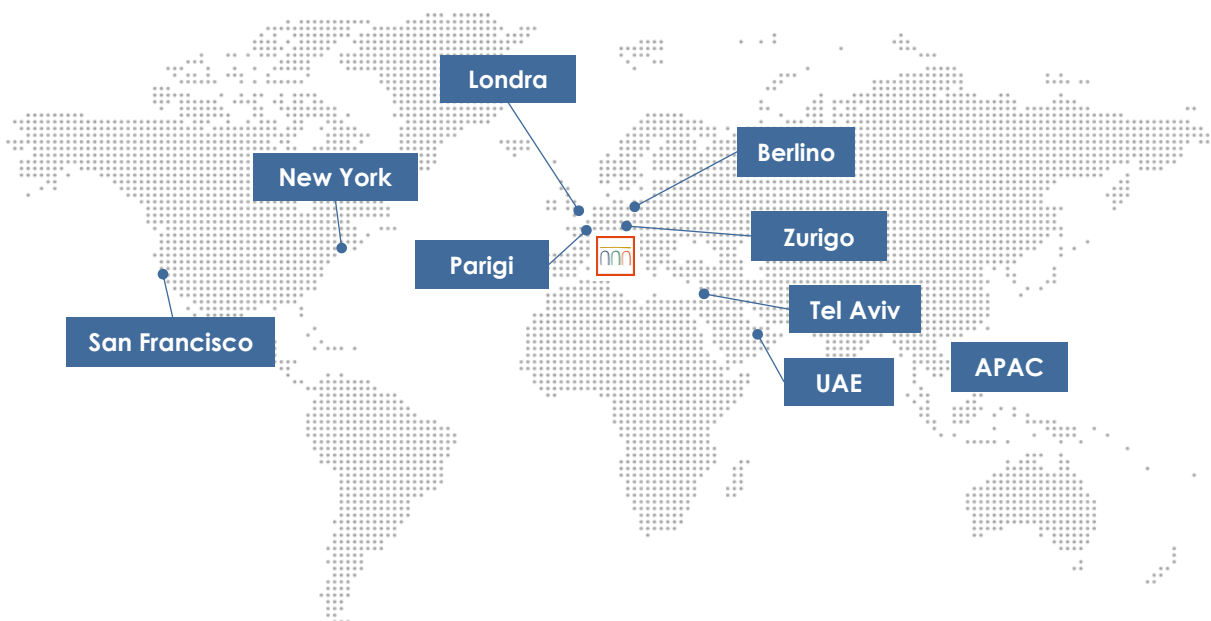 Londra
Berlino
New York
Zurigo
Parigi
Tel Aviv
San Francisco
APAC
UAE